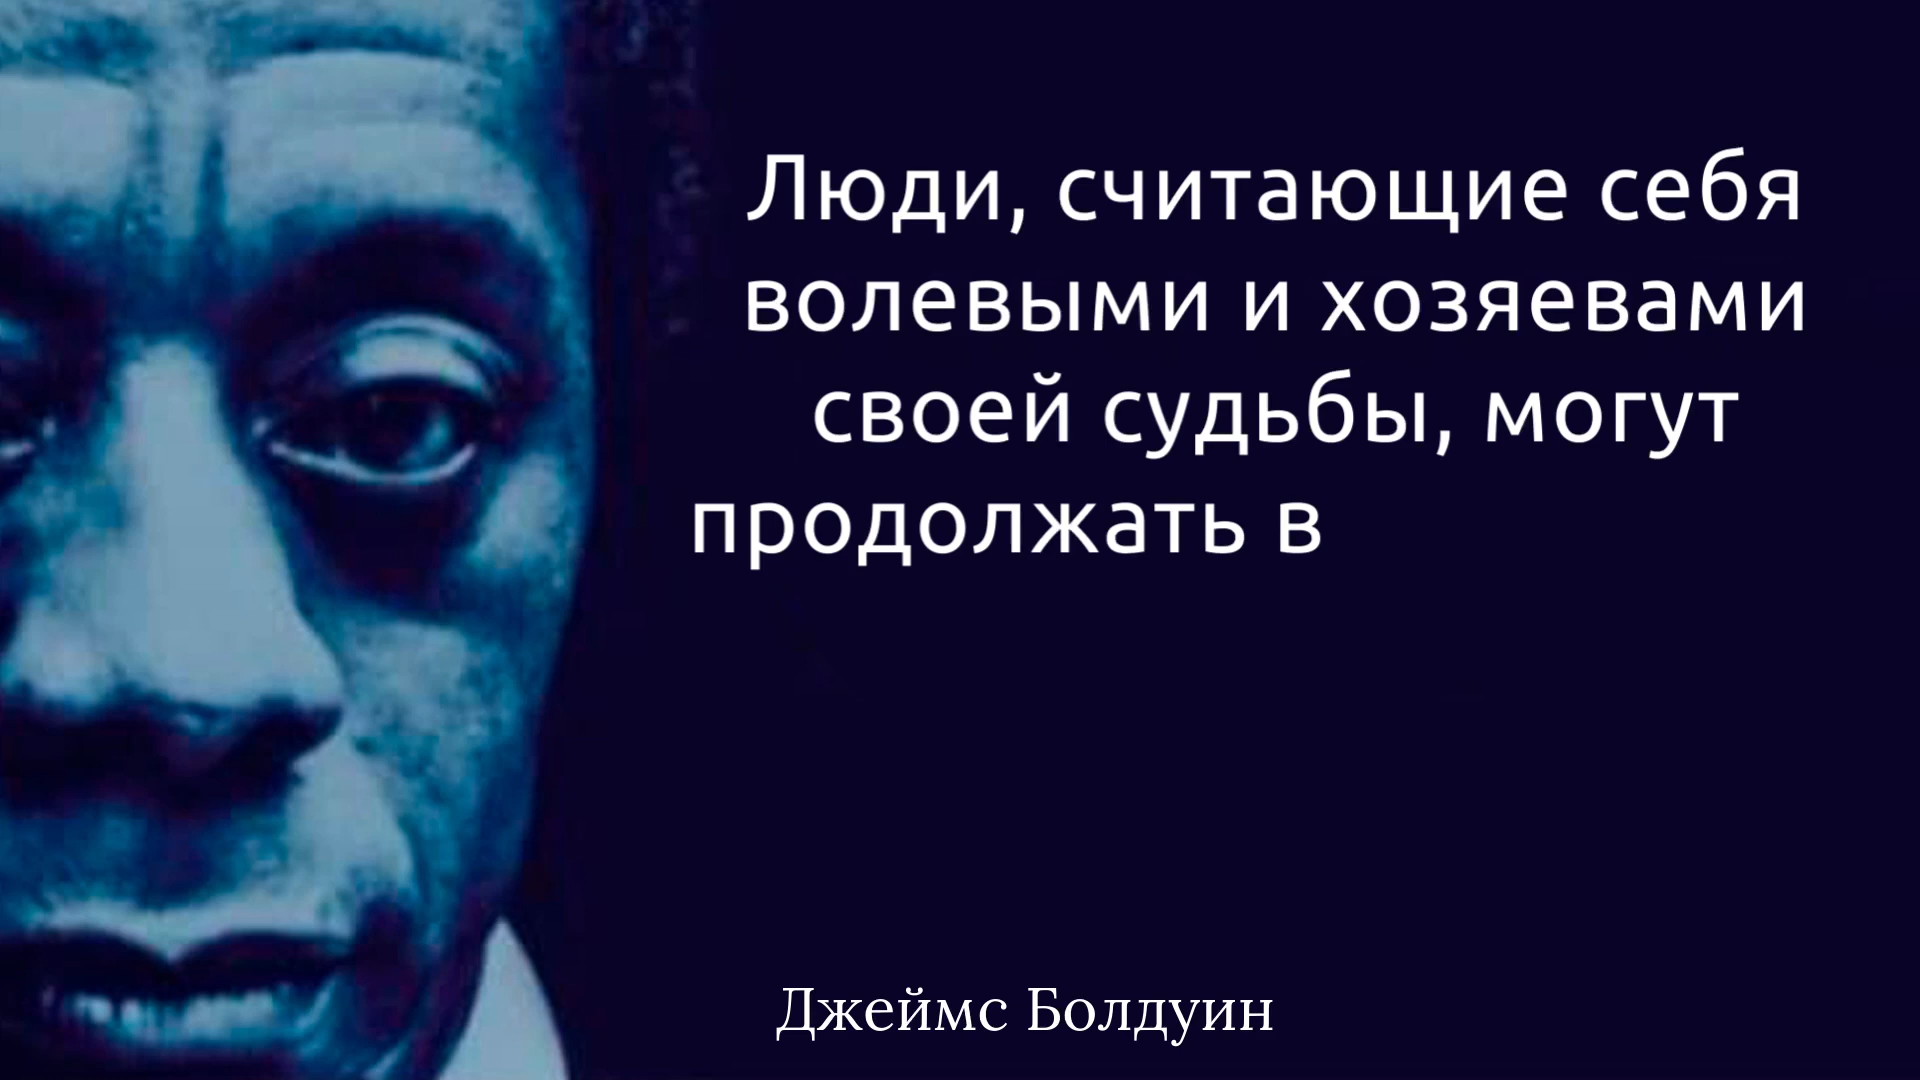 Люди, считающие себя
волевыми и хозяевами
своей судьбы, могут
продолжать в
Джеймс Болдуин